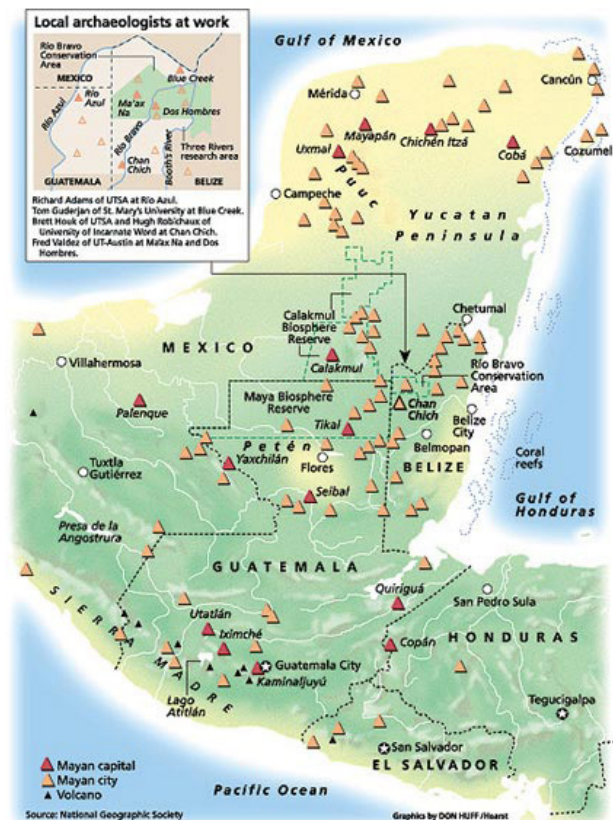 Local archaeologists at work
Río Bravo
Conservation
Area
MEXICO
Blue Creek
Río Azul
Río
Azul
Ma'ax
Na
Dos Hombres
Río Bravo
Booth's River
Three Rivers
research area
Chan
Chich
GUATEMALA
BELIZE
Richard Adams of UTSA at Río Azul.
Tom Guderjan of St. Mary's University at Blue Creek.
Brett Houk of UTSA and Hugh Robichaux of
University of Incarnate Word at Chan Chich.
Fred Valdez of UT-Austin at Ma'ax Na and Dos
Hombres.
Gulf of Mexico
Cancún
Mérida
Mayapán
Chichén Itzá
Uxmal
Cobá
Cozumel
Puuc
Campeche
Yucatan
Peninsula
Calakmul
Biosphere
Reserve
Chetumal
MEXICO
Calakmul
Río Bravo
Conservation
Area
Villahermosa
Maya Biosphere
Reserve
Chan
Chich
Palenque
Tikal
Belize
City
Belmopan
Petén
Yaxchilán
Flores
BELIZE
Coral
reefs
Tuxtla
Gutiérrez
Seibal
Gulf of
Honduras
Presa de la
Angostura
GUATEMALA
Quiriguá
San Pedro Sula
SIERRA MADRE
Utatlán
Iximché
Copán
HONDURAS
Guatemala City
Kaminaljuyú
Lago
Atitlán
Tegucigalpa
San Salvador
EL SALVADOR
Mayan capital
Mayan city
Volcano
Pacific Ocean
Source: National Geographic Society
Graphics by DON HUFF/Hearst